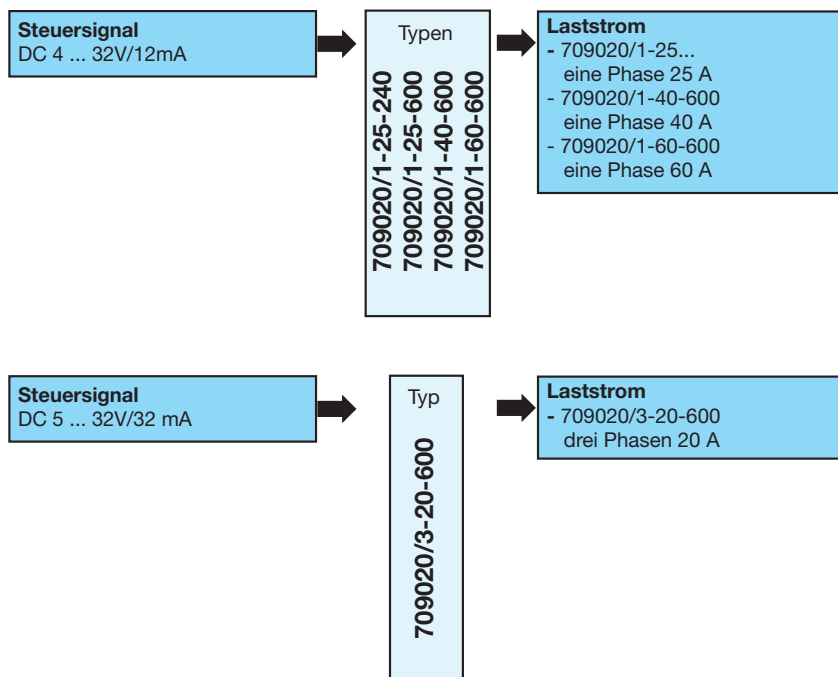 Steuersignal
DC 4 ... 32V/12mA
Typen
709020/1-25-240
709020/1-25-600
709020/1-40-600
709020/1-60-600
Laststrom
- 709020/1-25...
eine Phase 25 A
- 709020/1-40-600
eine Phase 40 A
- 709020/1-60-600
eine Phase 60 A
Steuersignal
DC 5 ... 32V/32 mA
Typ
709020/3-20-600
Laststrom
- 709020/3-20-600
drei Phasen 20 A